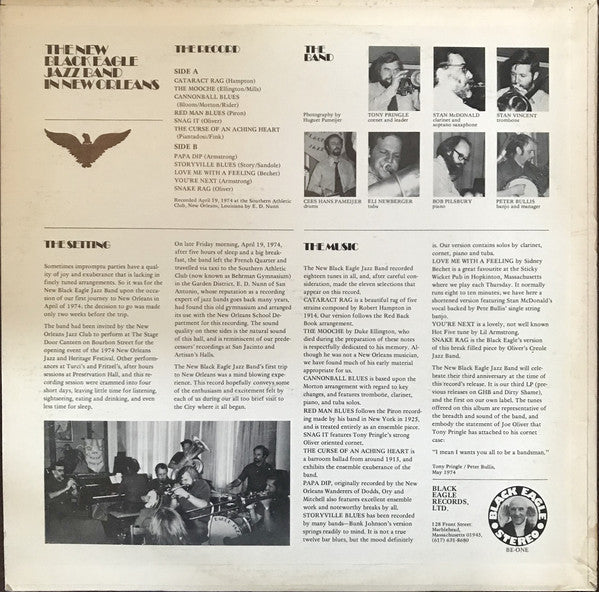 THE NEW
BLACK EAGLE
JAZZ BAND
IN NEW ORLEANS
THE RECORD
SIDE A
CATARACT RAG (Hampton)
THE MOOCHE (Ellington/Mills)
CANNONBALL BLUES
(Bloom/Morton/Rider)
RED MAN BLUES (Piron)
SNAG IT (Oliver)
THE CURSE OF AN ACHING HEART
(Piantadou/Fink)
SIDE B
PAPA DIP (Armstrong)
STORYVILLE BLUES (Story/Sandole)
LOVE ME WITH A FEELING (Bechet)
YOU'RE NEXT (Armstrong)
SNAKE RAG (Oliver)
Recorded April 19, 1974 at the Southern Athletic
Club, New Orleans, Louisiana by E. D. Nunn
THE
BAND
Photography by
Hugner Pameijer
TONY PRINGLE
cornet and leader
STAN McDONALD
clarinet and
soprano saxophone
STAN VINCENT
trombone
CEES HANS PAMEIJER
drums
ELI NEWBERGER
tuba
BOB PILSBURY
piano
PETER BULLIS
banjo and manager
THE SETTING
Sometimes impromptu parties have a qual-
ity of joy and exuberance that is lacking in
finely tuned arrangements. So it was for the
New Black Eagle Jazz Band upon the occa-
sion of our first journey to New Orleans in
April of 1974; the decision to go was made
only two weeks before the trip.
The band had been invited by the New
Orleans Jazz Club to perform at The Stage
Door Canteen on Bourbon Street for the
opening event of the 1974 New Orleans
Jazz and Heritage Festival. Other perform-
ances at Turci's and Fritzel's, after hours
sessions at Preservation Hall, and this re-
cording session were crammed into four
short days, leaving little time for listening,
sightseeing, eating and drinking, and even
less time for sleep.
On late Friday morning, April 19, 1974,
after five hours of sleep and a big break-
fast, the band left the French Quarter and
travelled via taxi to the Southern Athletic
Club (now known as Behrman Gymnasium)
in the Garden District, E. D. Nunn of San
Antonio, whose reputation as a recording
expert of jazz bands goes back many years,
had found this old gymnasium and arranged
its use with the New Orleans School De-
partment for this recording. The sound
quality on these sides is the natural sound
of this hall, and is reminiscent of our prede-
cessors' recordings at San Jacinto and
Artisan's Halls.
The New Black Eagle Jazz Band's first trip
to New Orleans was a mind blowing expe-
rience. This record hopefully conveys some
of the enthusiasm and excitement felt by
each of us during our all too brief visit to
the City where it all began.
THE MUSIC
The New Black Eagle Jazz Band recorded
eighteen tunes in all, and, after careful con-
sideration, made the eleven selections that
appear on this record.
CATARACT RAG is a beautiful rag of five
strains composed by Robert Hampton in
1914. Our version follows the Red Back
Book arrangement.
THE MOOCHE by Duke Ellington, who
died during the preparation of these notes
is respectfully dedicated to his memory. Al-
though he was not a New Orleans musician,
we have found much of his early material
appropriate for us.
CANNONBALL BLUES is based upon the
Morton arrangement with regard to key
changes, and features trombone, clarinet,
piano, and tuba solos.
RED MAN BLUES follows the Piron record-
ing made by his band in New York in 1925,
and is treated entirely as an ensemble piece.
SNAG IT features Tony Pringle's strong
Oliver oriented cornet.
THE CURSE OF AN ACHING HEART is
a barroom ballad from around 1913, and
exhibits the ensemble exuberance of the
band.
PAPA DIP, originally recorded by the New
Orleans Wanderers of Dodds, Ory and
Mitchell also features excellent ensemble
work and noteworthy breaks by all.
STORYVILLE BLUES has been recorded
by many bands—Bunk Johnson's version
springs readily to mind. It is not a true
twelve bar blues, but the mood definitely
is. Our version contains solos by clarinet,
cornet, piano and tuba.
LOVE ME WITH A FEELING by Sidney
Bechet is a great favourite at the Sticky
Wicket Pub in Hopkinton, Massachusetts
where we play each Thursday. It normally
runs eight to ten minutes; we have here a
shortened version featuring Stan McDonald's
vocal backed by Pete Bullis' single string
banjo.
YOU'RE NEXT is a lovely, not well known
Hot Five tune by Lil Armstrong.
SNAKE RAG is the Black Eagle's version
of this break filled piece by Oliver's Creole
Jazz Band.
The New Black Eagle Jazz Band will cele-
brate their third anniversary at the time of
this record's release. It is our third LP (pre-
vious releases on GHB and Dirty Shame),
and the first on our own label. The tunes
offered on this album are representative of
the breadth and sound of the band, and
embody the statement of Joe Oliver that
Tony Pringle has attached to his cornet
case:
"I mean I wants you all to be a bandsman."
Tony Pringle / Peter Bullis,
May 1974
BLACK
EAGLE
RECORDS,
LTD.
128 Front Street
Marblehead,
Massachusetts 01945,
(617) 631-8680
BLACK EAGLE
STEREO
BE-ONE